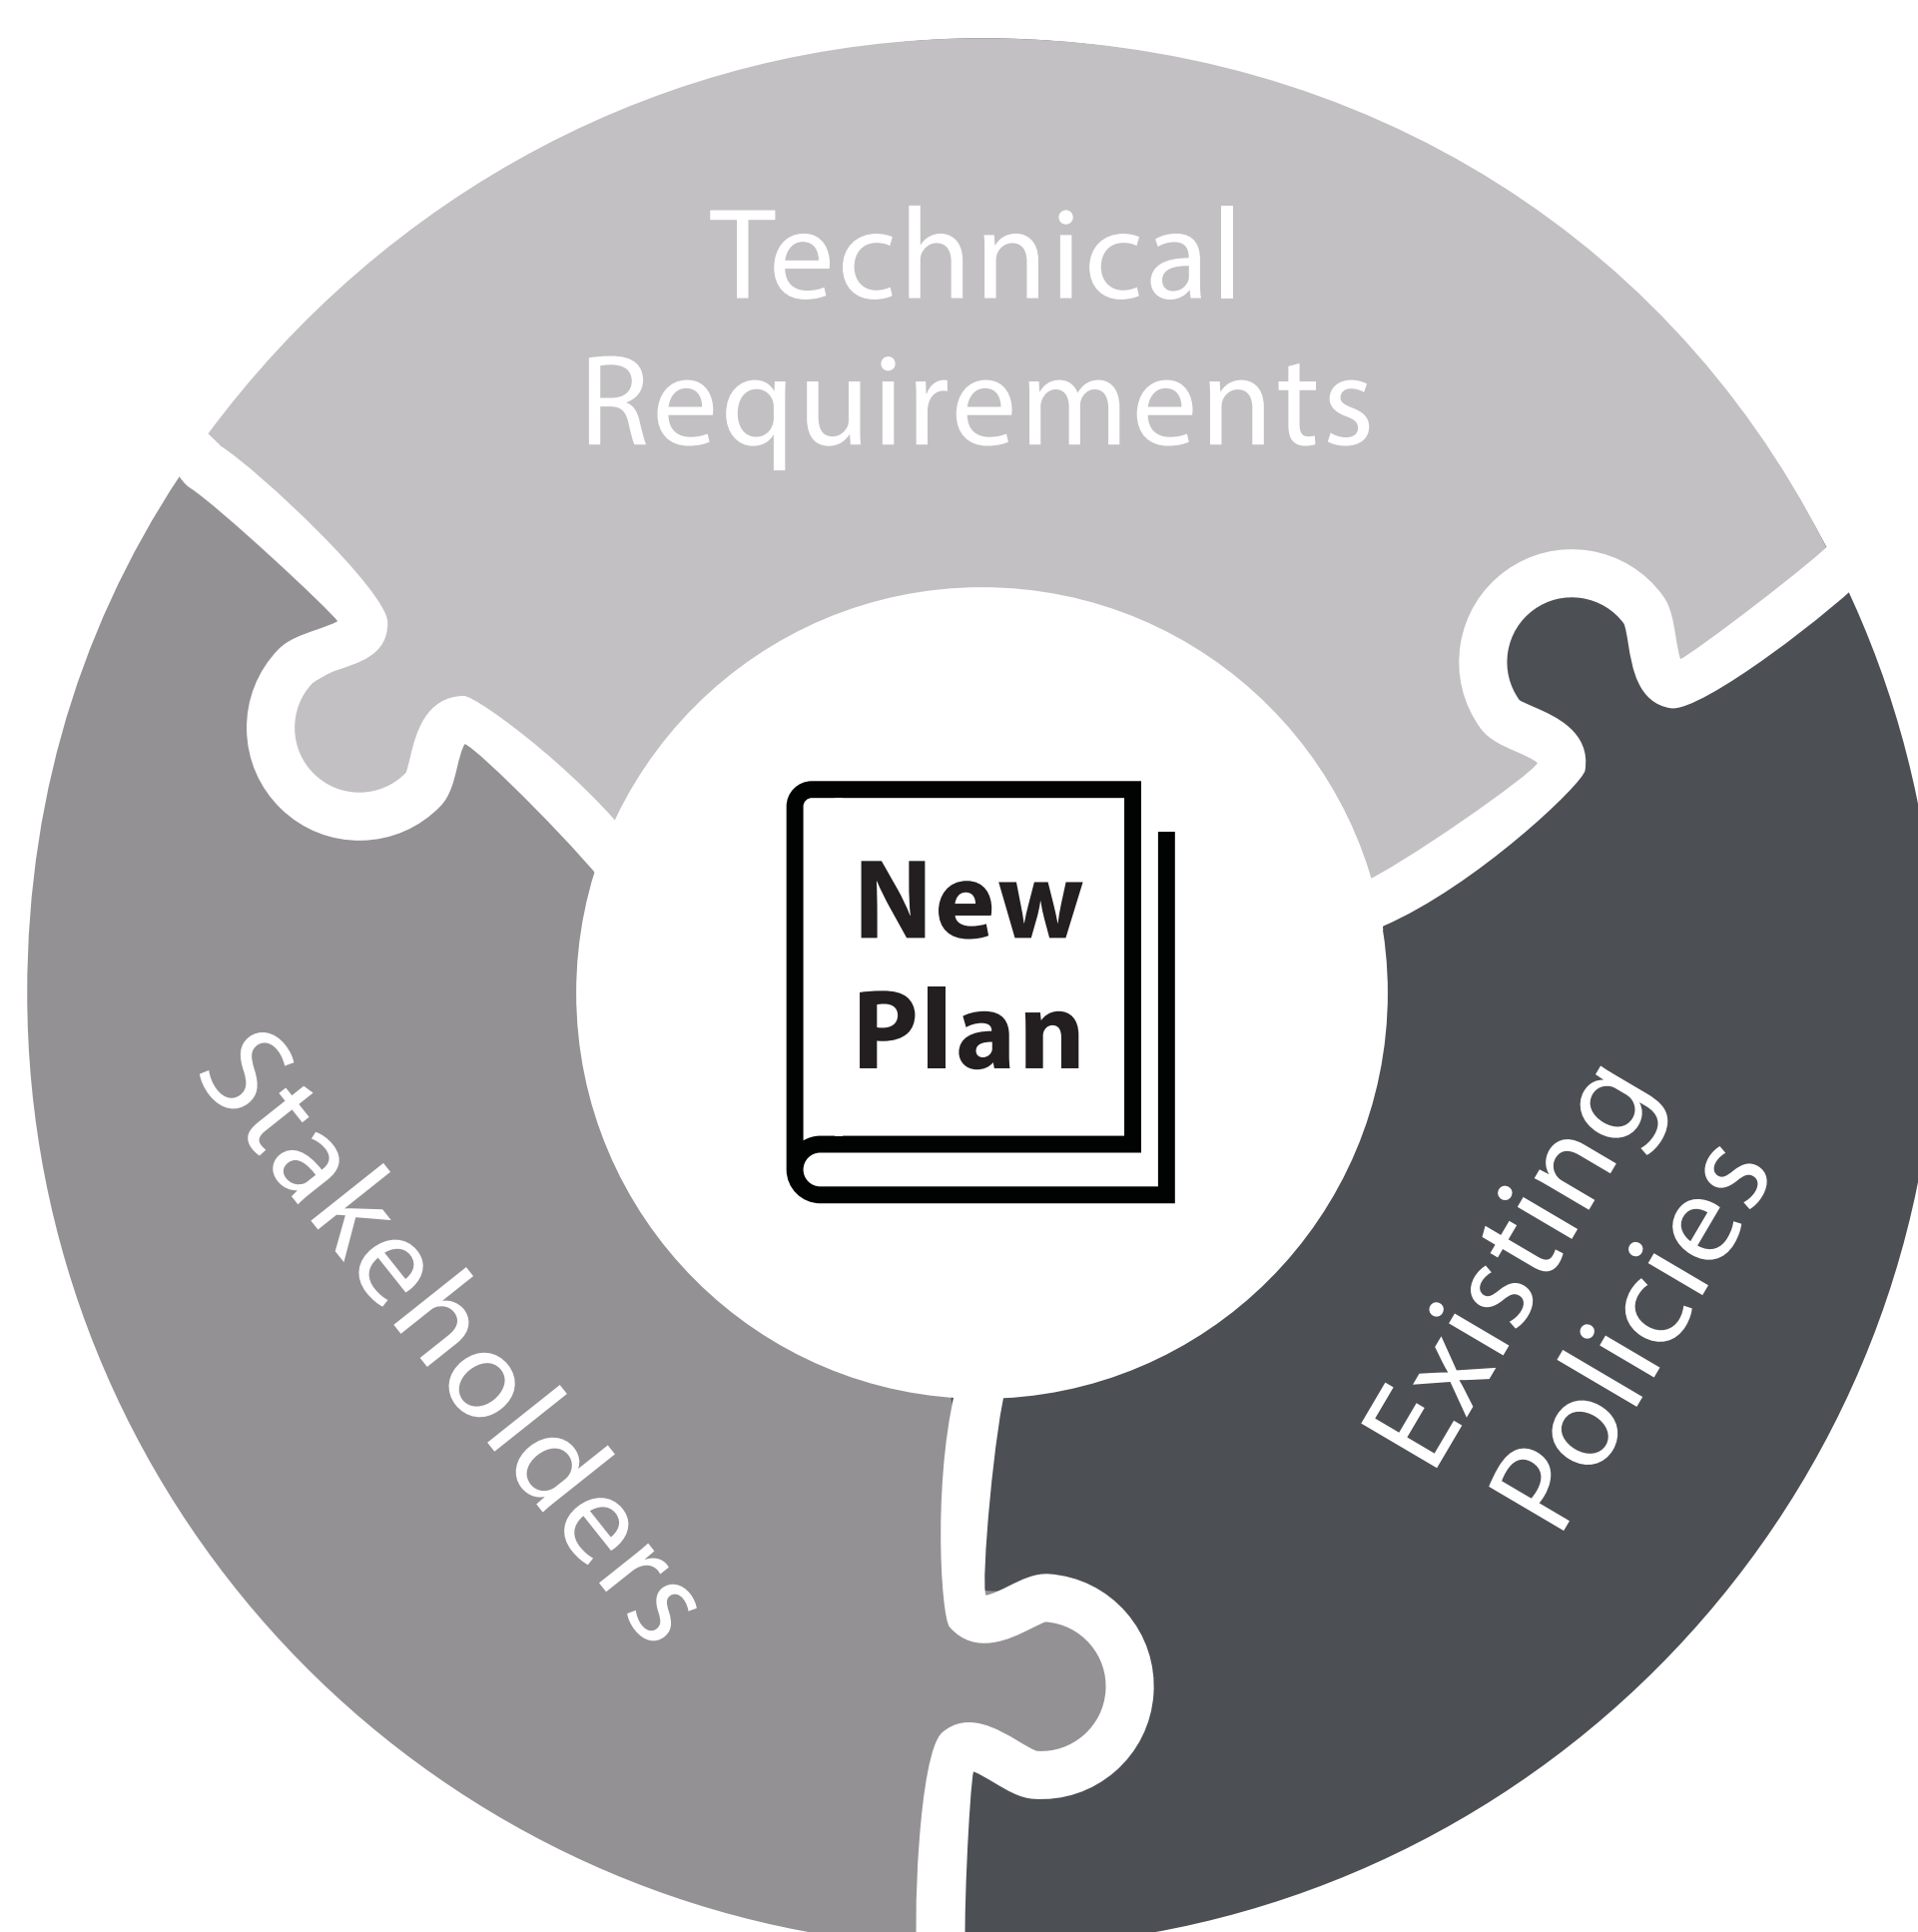 Technical
Requirements
New
Plan
Stakeholders
Existing
Policies